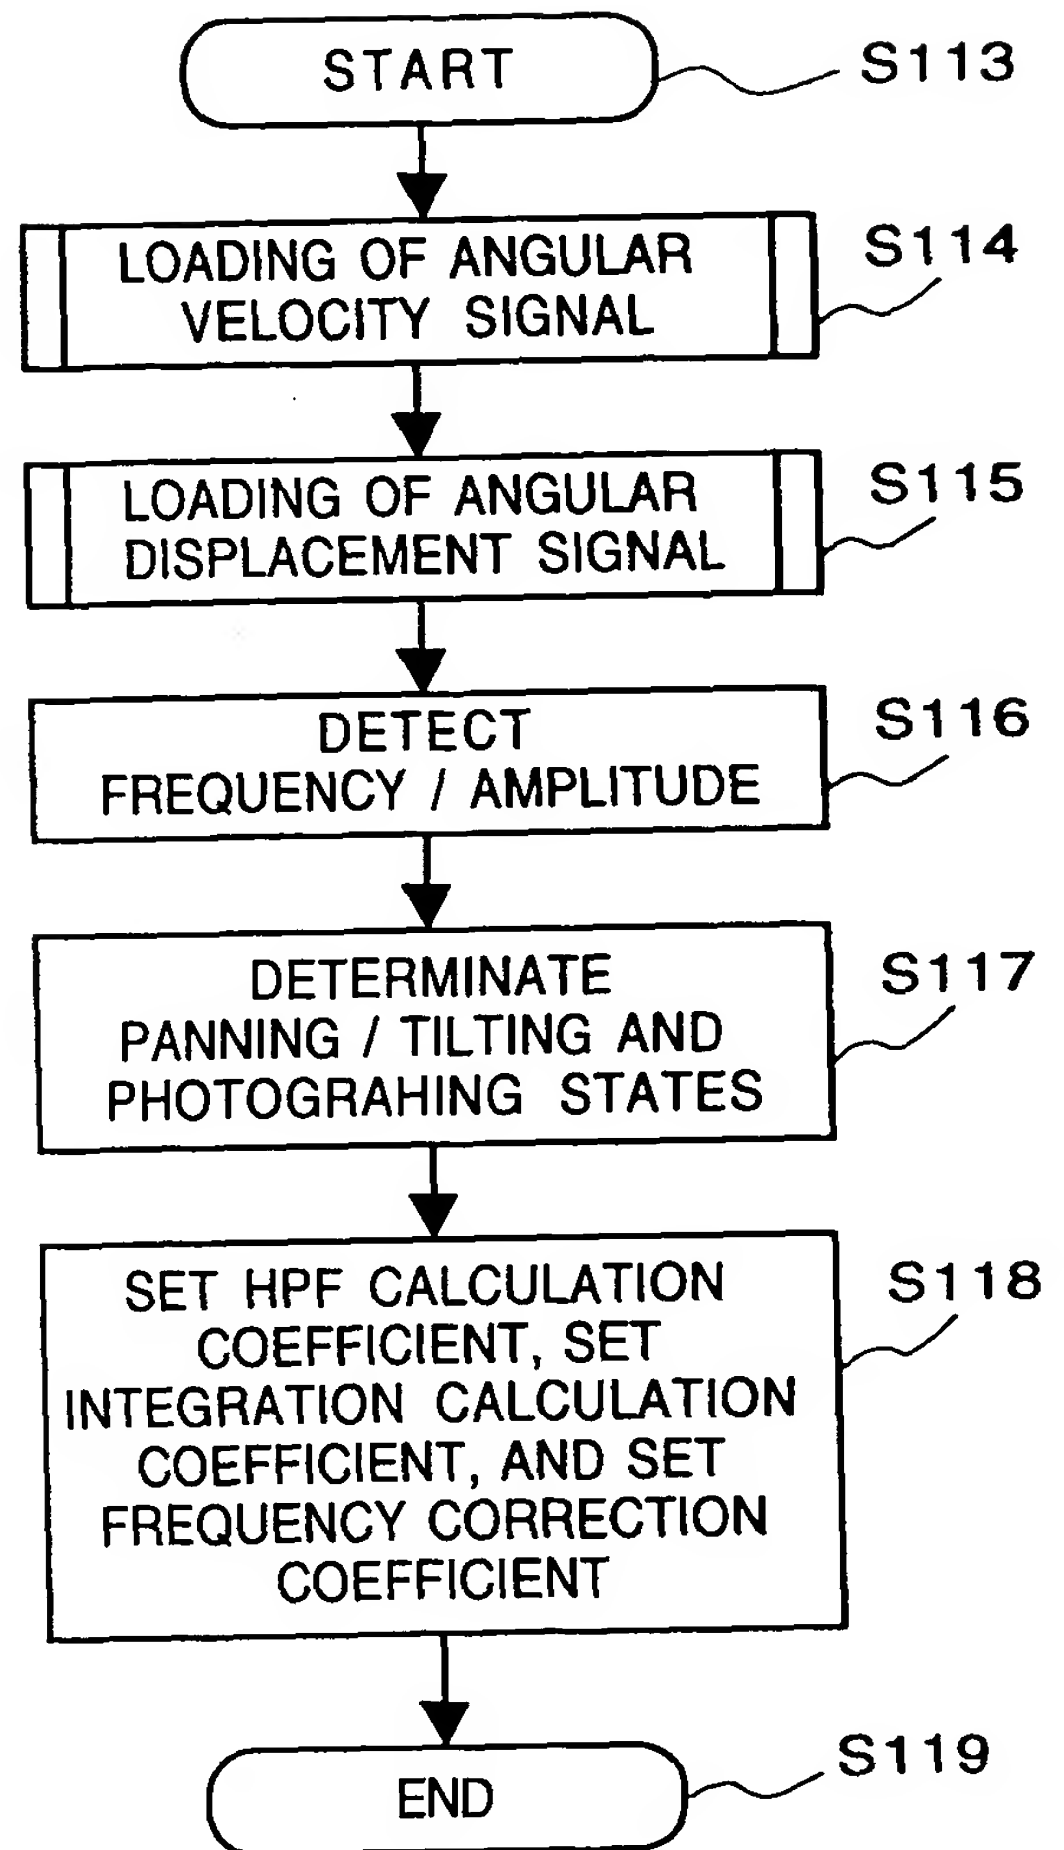 START
S113
LOADING OF ANGULAR
VELOCITY SIGNAL
S114
LOADING OF ANGULAR
DISPLACEMENT SIGNAL
S115
DETECT
FREQUENCY / AMPLITUDE
S116
DETERMINATE
PANNING / TILTING AND
PHOTOGRAHING STATES
S117
SET HPF CALCULATION
COEFFICIENT, SET
INTEGRATION CALCULATION
COEFFICIENT, AND SET
FREQUENCY CORRECTION
COEFFICIENT
S118
END
S119